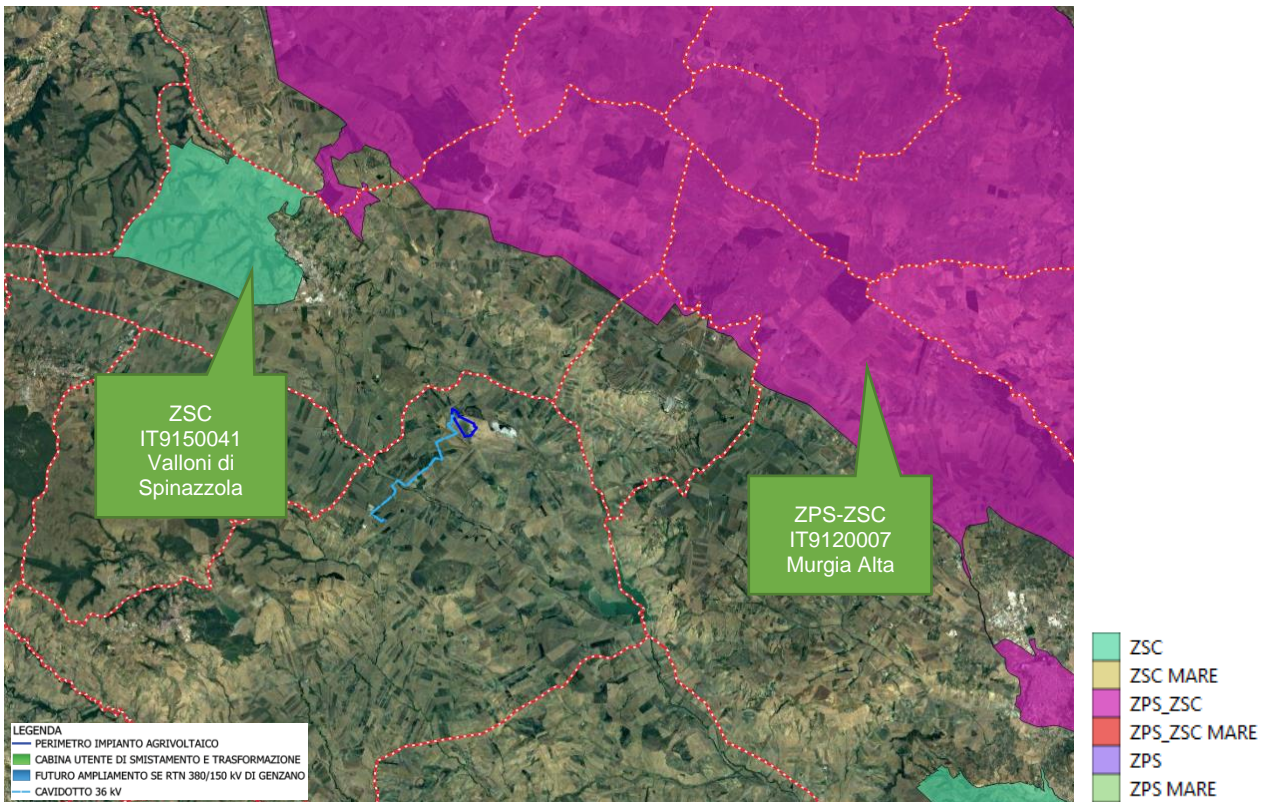 ZSC
IT9150041
Valloni di
Spinazzola
ZPS-ZSC
IT9120007
Murgia Alta
LEGENDA
PERIMETRO IMPIANTO AGRIVOLTAICO
CABINA UTENTE DI SMISTAMENTO E TRASFORMAZIONE
FUTURO AMPLIAMENTO SE RTN 380/150 kV DI GENZANO
CAVIDOTTO 36 kV
ZSC
ZSC MARE
ZPS_ZSC
ZPS_ZSC MARE
ZPS
ZPS MARE